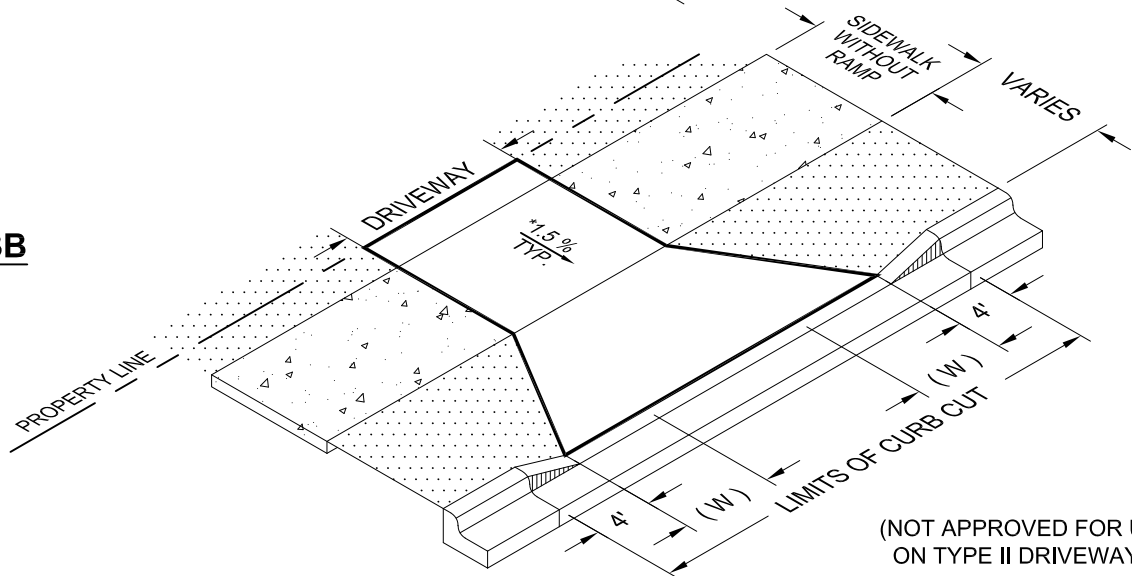 SIDEWALK
WITHOUT
RAMP
VARIES
DRIVEWAY
*1.5 %
TYP.
PROPERTY LINE
4'
(W)
LIMITS OF CURB CUT
(W)
4'
(NOT APPROVED FOR
ON TYPE II DRIVEWAY